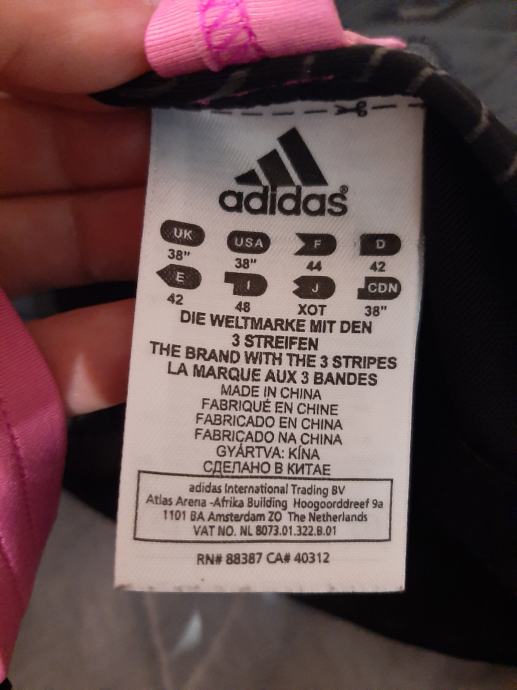 adidas®
UK USA F D
38" 38" 44 42
E I J CDN
42 48 XOT 38"
DIE WELTMARKE MIT DEN
3 STREIFEN
THE BRAND WITH THE 3 STRIPES
LA MARQUE AUX 3 BANDES
MADE IN CHINA
FABRIQUÉ EN CHINE
FABRICADO EN CHINA
FABRICADO NA CHINA
GYÁRTVA: KÍNA
СДЕЛАНО В КИТАЕ
adidas International Trading BV
Atlas Arena -Afrika Building Hoogoorddreef 9a
1101 BA Amsterdam ZO The Netherlands
VAT NO. NL 8073.01.322.B.01
RN# 88387 CA# 40312